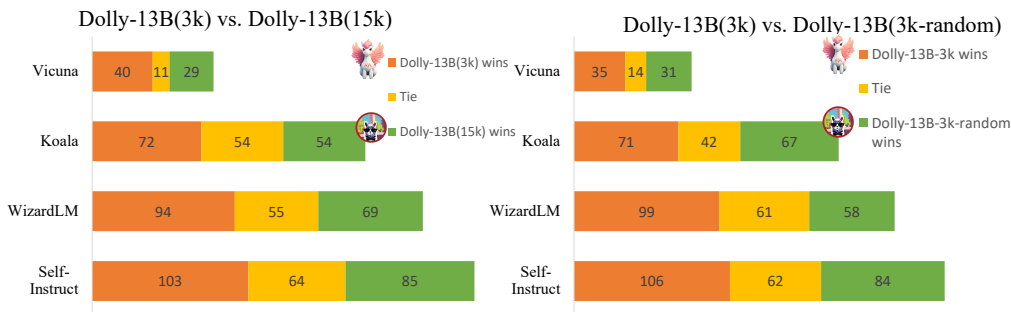 Dolly-13B(3k) vs. Dolly-13B(15k)
Vicuna
40 11 29
Koala
72 54 54
WizardLM
94 55 69
Self-
Instruct
103 64 85
Dolly-13B(3k) wins
Tie
Dolly-13B(15k) wins
Dolly-13B(3k) vs. Dolly-13B(3k-random)
Vicuna
35 14 31
Koala
71 42 67
WizardLM
99 61 58
Self-
Instruct
106 62 84
Dolly-13B-3k wins
Tie
Dolly-13B-3k-random
wins